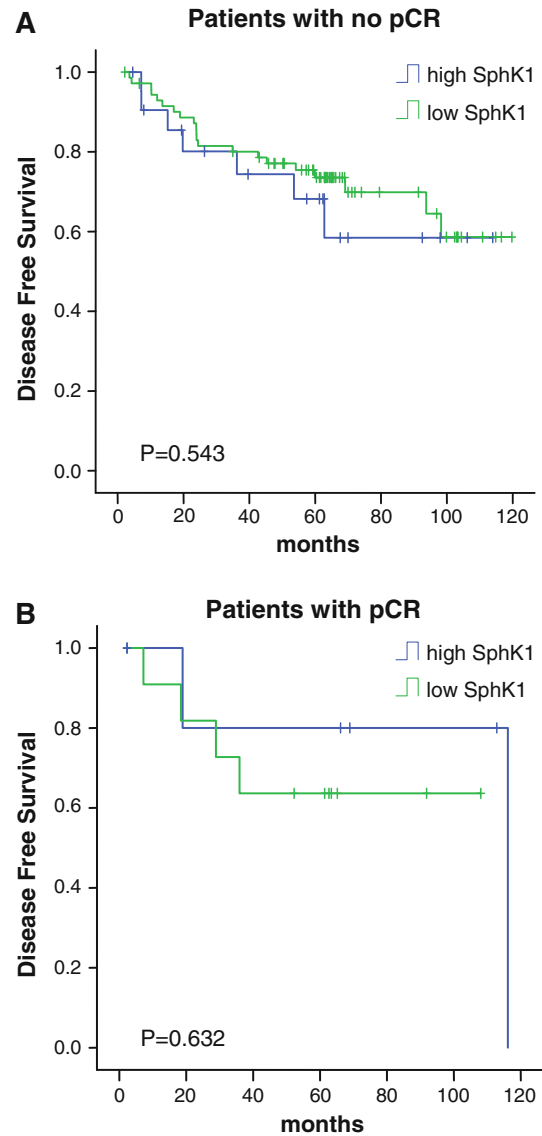 A
Patients with no pCR
high SphK1
low SphK1
Disease Free Survival
1.0
0.8
0.6
0.4
0.2
0.0
P=0.543
0 20 40 60 80 100 120
months
B
Patients with pCR
high SphK1
low SphK1
Disease Free Survival
1.0
0.8
0.6
0.4
0.2
0.0
P=0.632
0 20 40 60 80 100 120
months